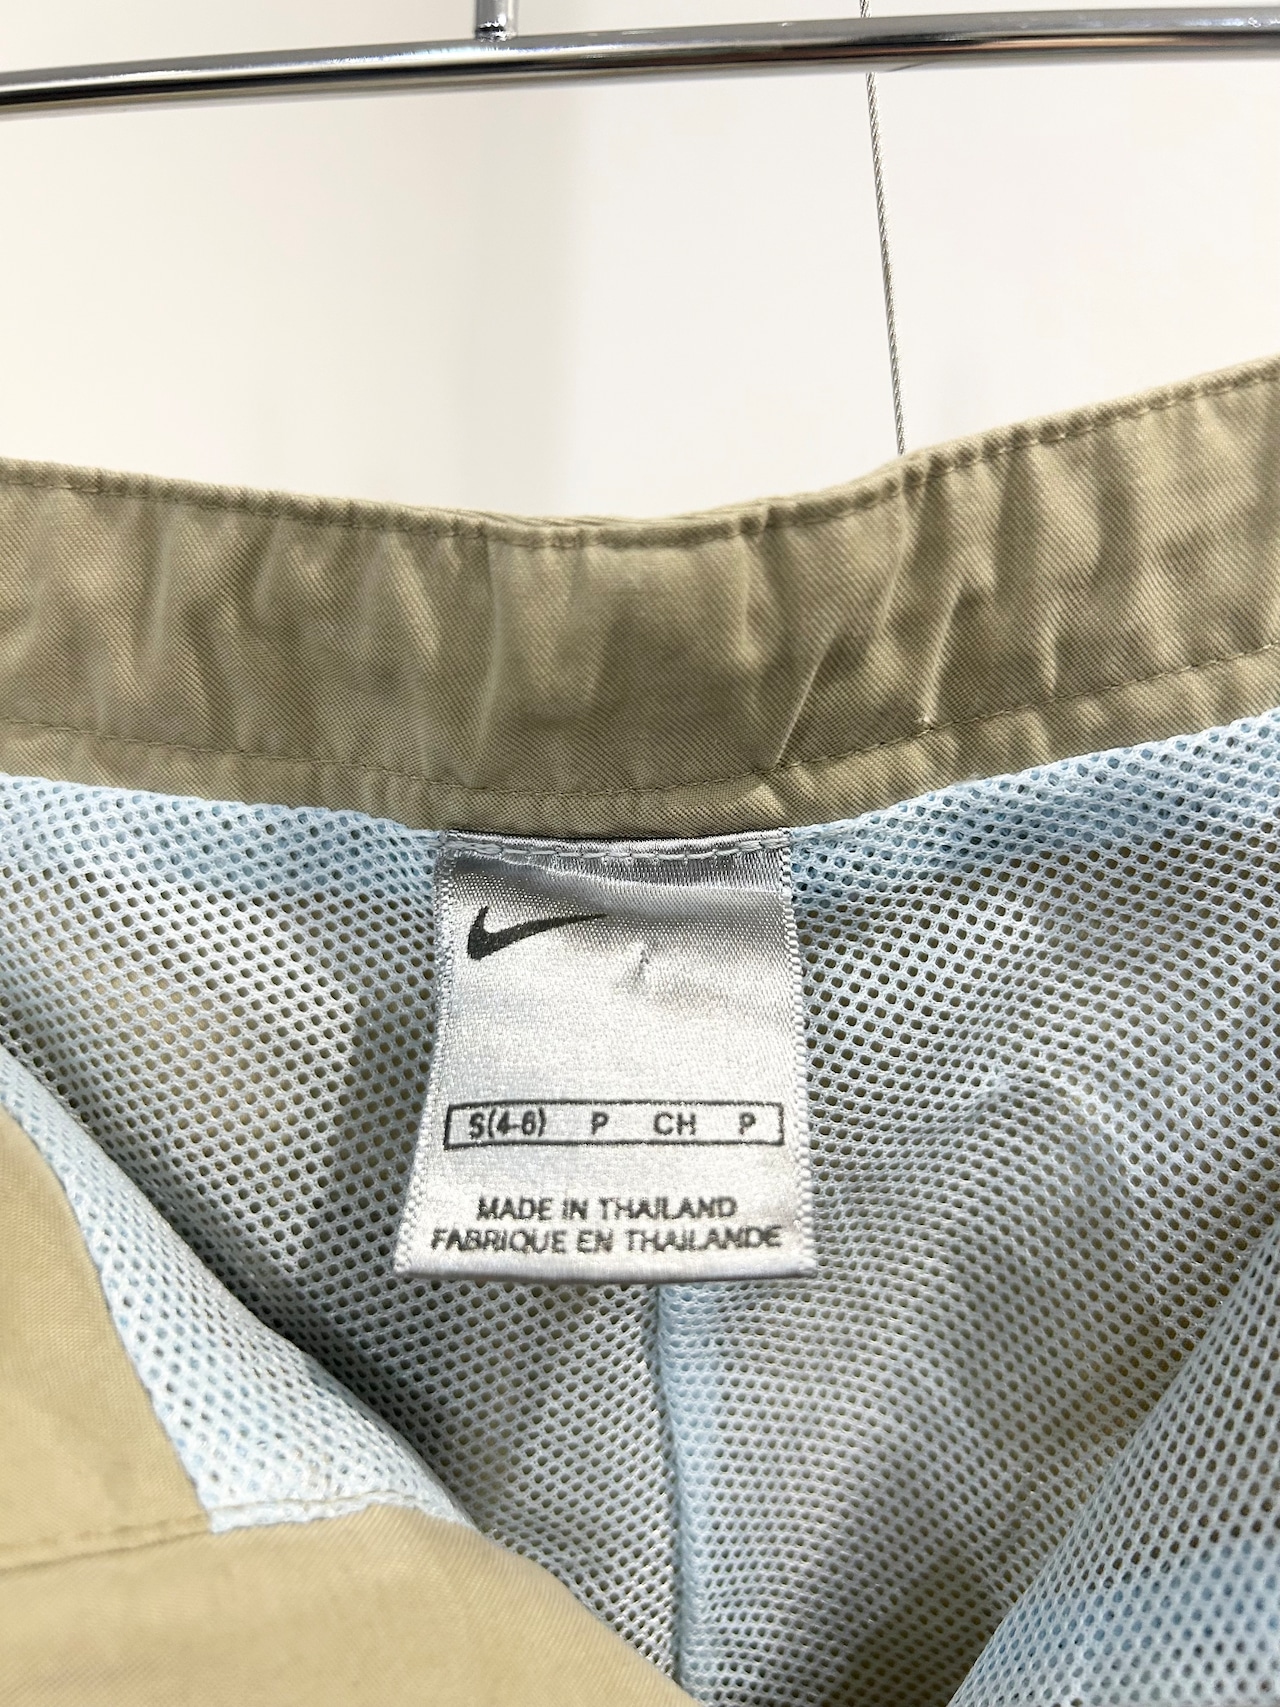 S(4-6) P CH P
MADE IN THAILAND
FABRIQUE EN THAILANDE